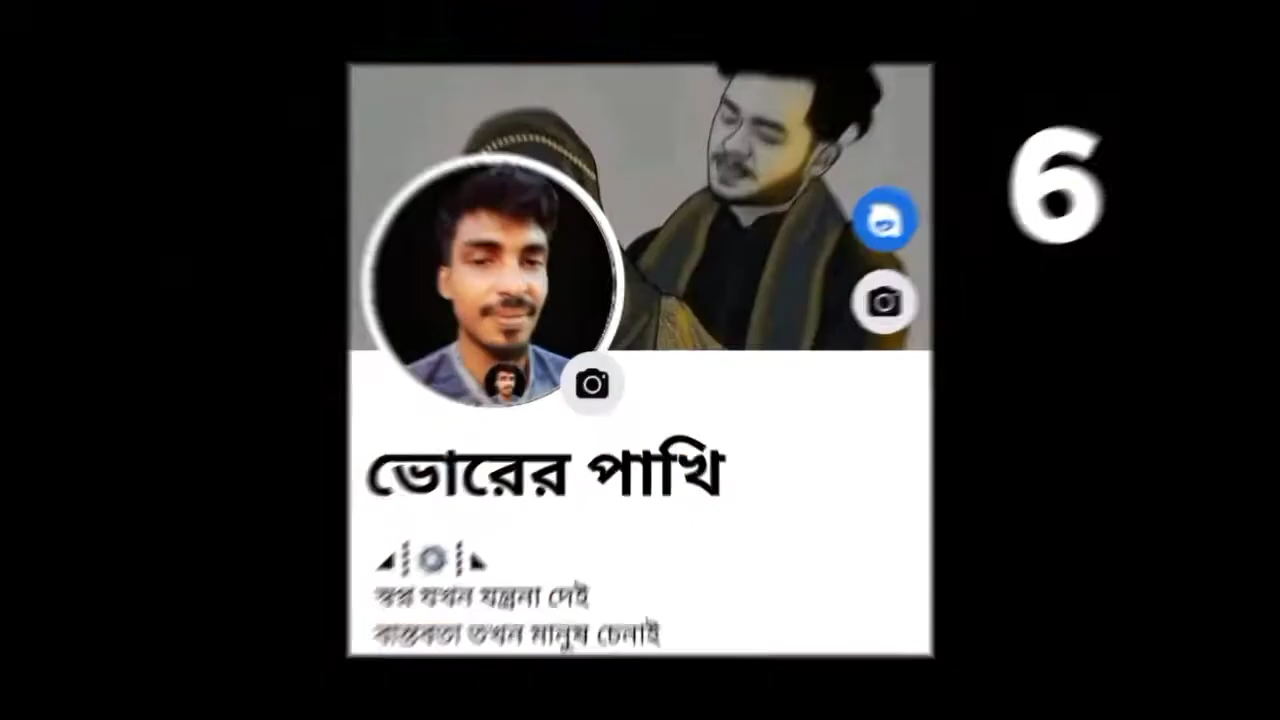 6
ভোরের পাখি
স্বপ্ন যখন যন্ত্রনা দেই
বাস্তবতা তখন মানুষ চেনাই